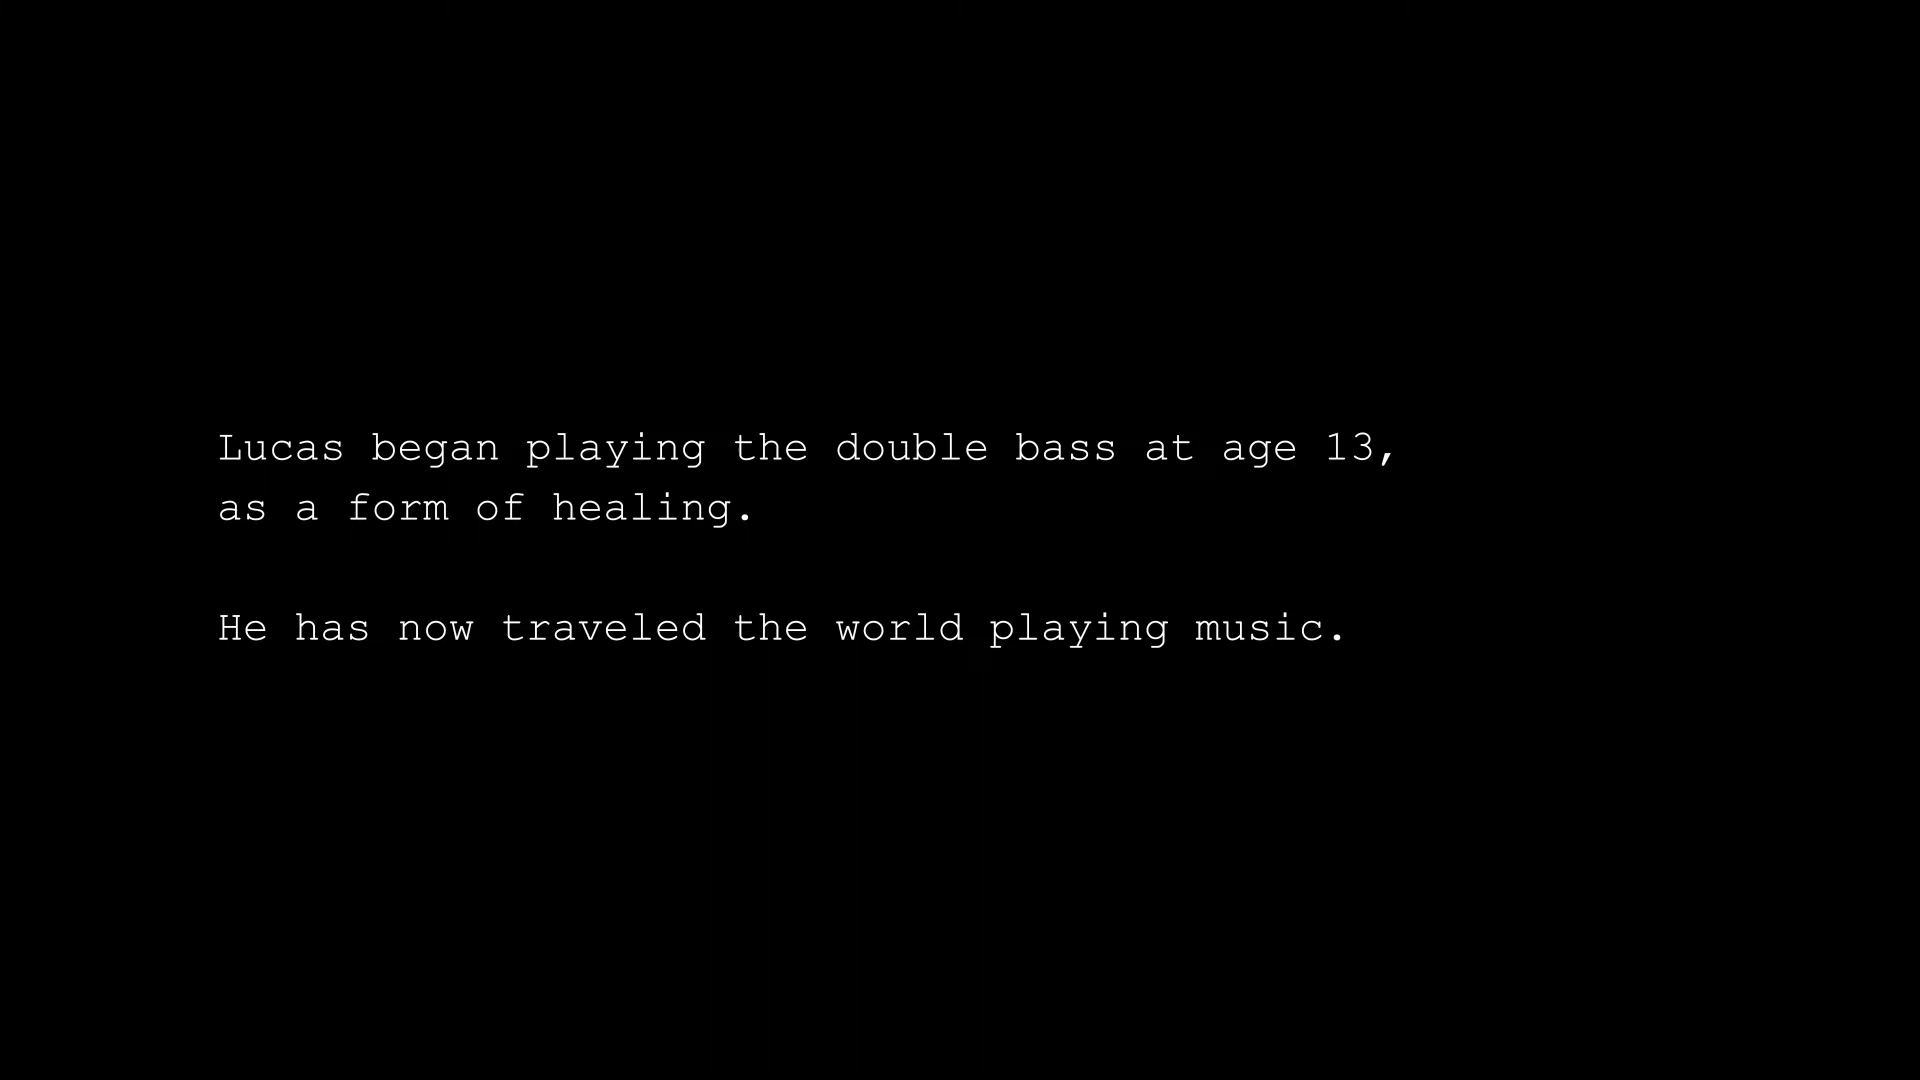 Lucas began playing the double bass at age 13,
as a form of healing.
He has now traveled the world playing music.